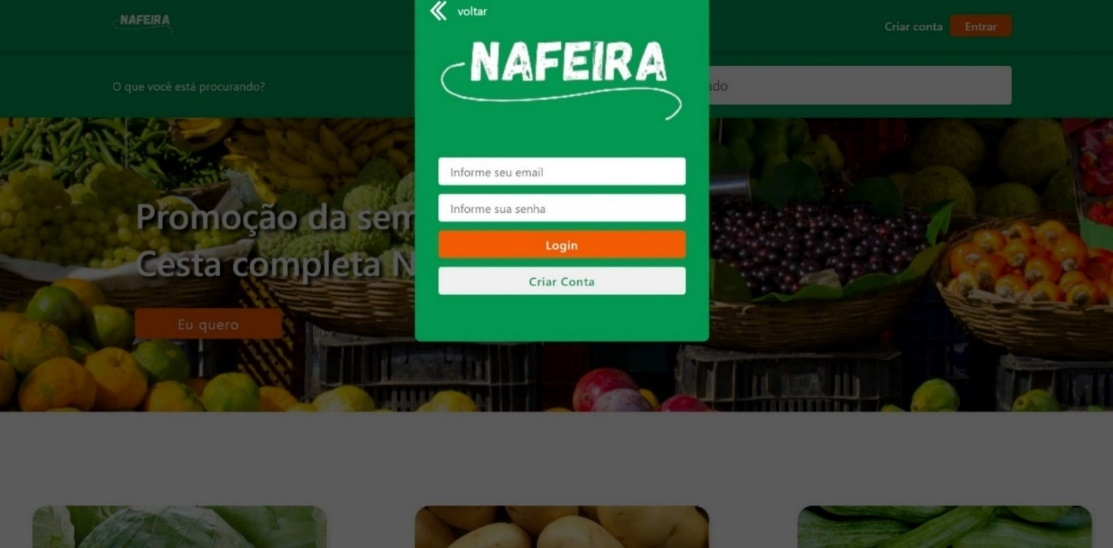 NAFEIRA
Criar conta
Entrar
O que você está procurando?
ado
Promoção da sem
Cesta completa N
Eu quero
voltar
NAFEIRA
Informe seu email
Informe sua senha
Login
Criar Conta